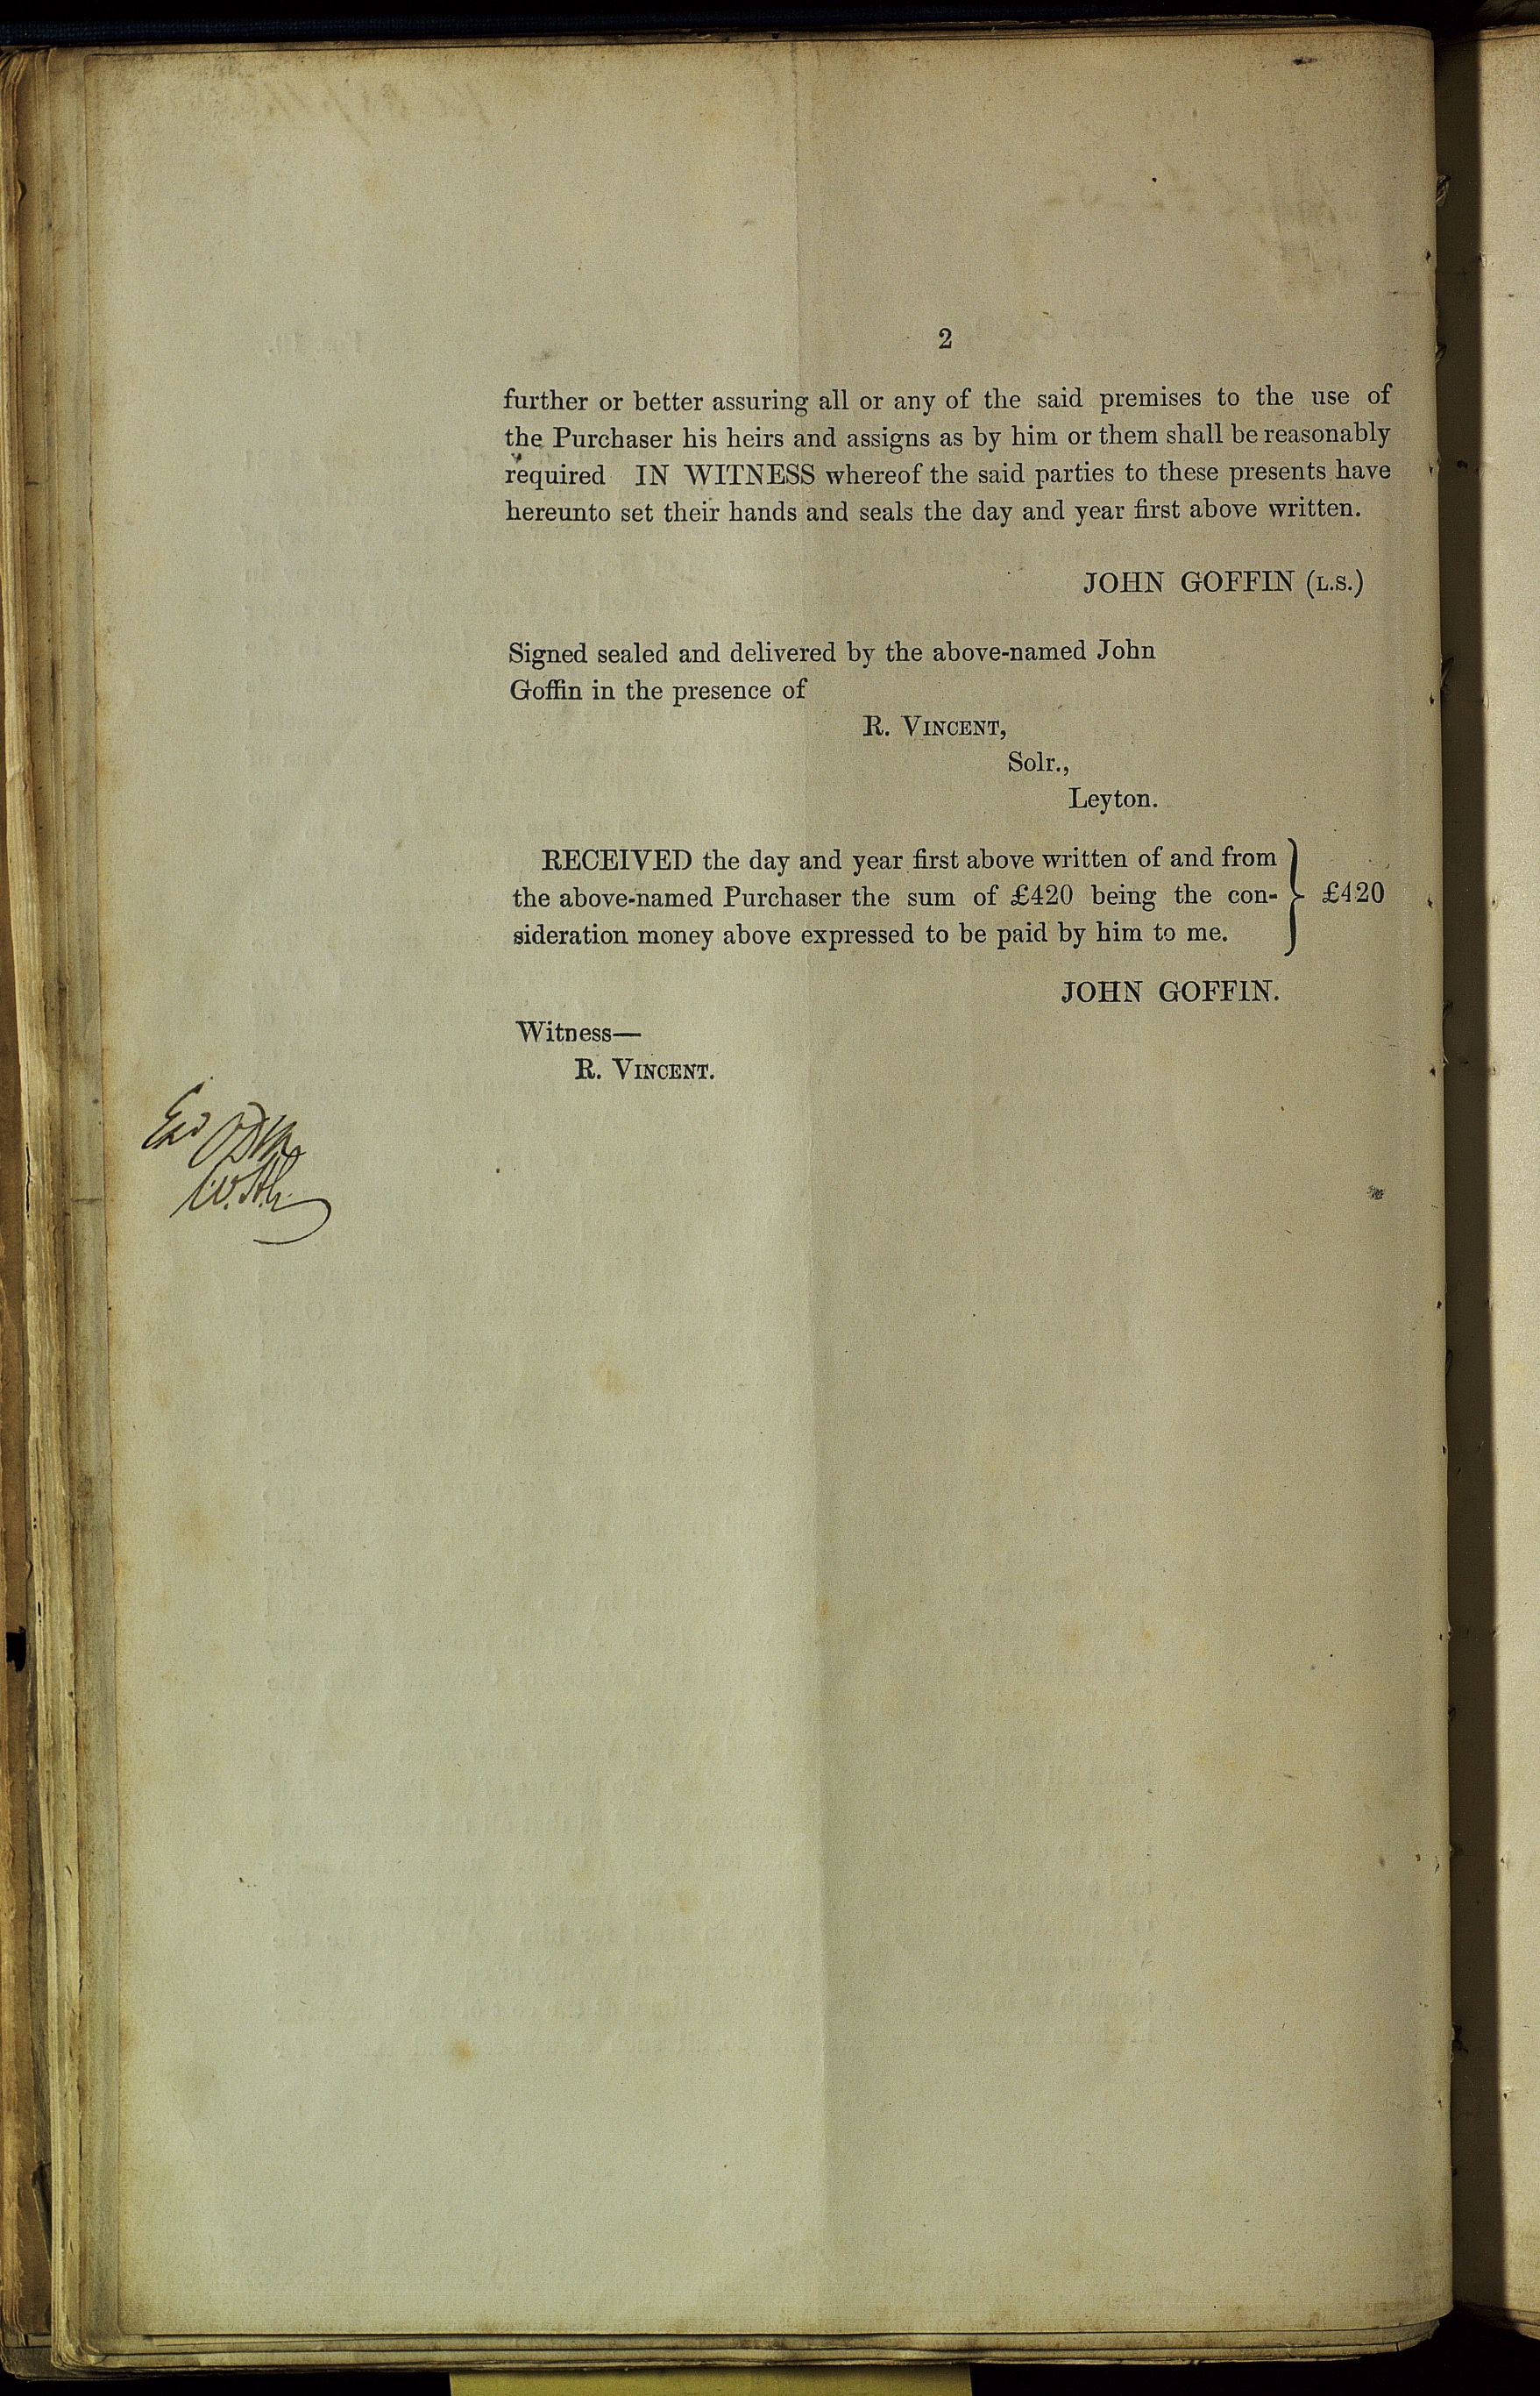 2
further or better assuring all or any of the said premises to the use of
the Purchaser his heirs and assigns as by him or them shall be reasonably
required IN WITNESS whereof the said parties to these presents have
hereunto set their hands and seals the day and year first above written.
JOHN GOFFIN (L.S.)
Signed sealed and delivered by the above-named John
Goffin in the presence of
R. VINCENT,
Solr.,
Leyton.
RECEIVED the day and year first above written of and from
the above-named Purchaser the sum of £420 being the con- } £420
sideration money above expressed to be paid by him to me.
JOHN GOFFIN.
Witness—
R. VINCENT.